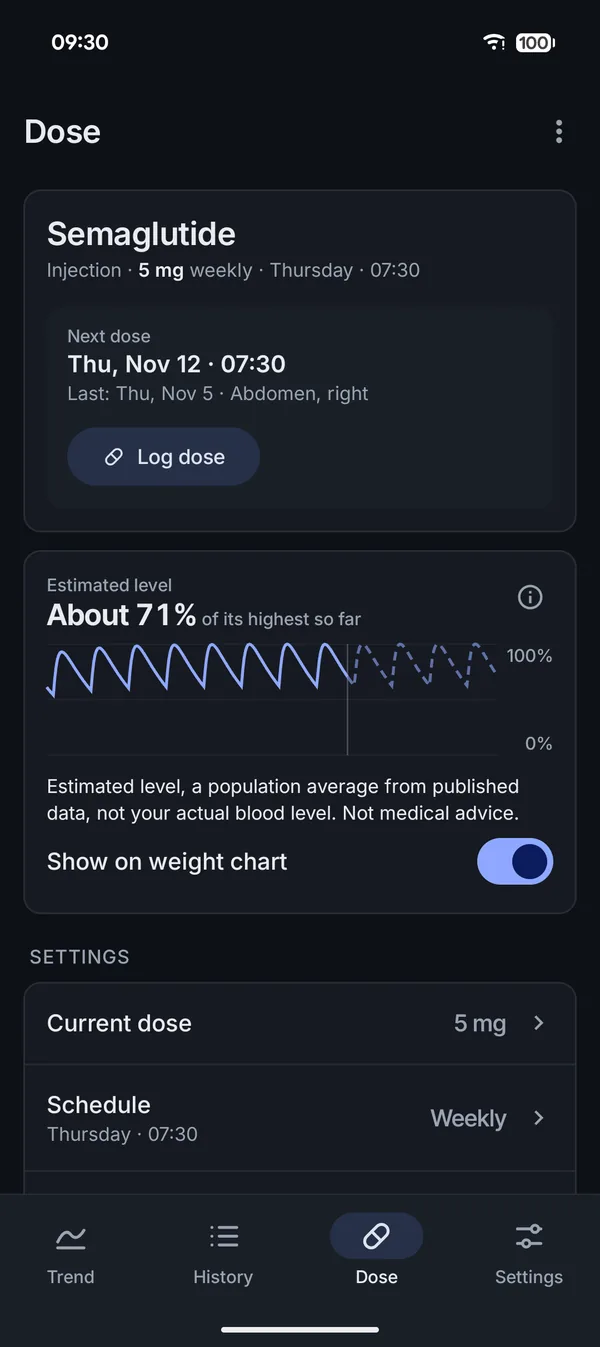 09:30
100
Dose
Semaglutide
Injection · 5 mg weekly · Thursday · 07:30
Next dose
Thu, Nov 12 · 07:30
Last: Thu, Nov 5 · Abdomen, right
Log dose
Estimated level
About 71% of its highest so far
100%
0%
Estimated level, a population average from published
data, not your actual blood level. Not medical advice.
Show on weight chart
SETTINGS
Current dose
5 mg
Schedule
Weekly
Thursday · 07:30
Trend
History
Dose
Settings